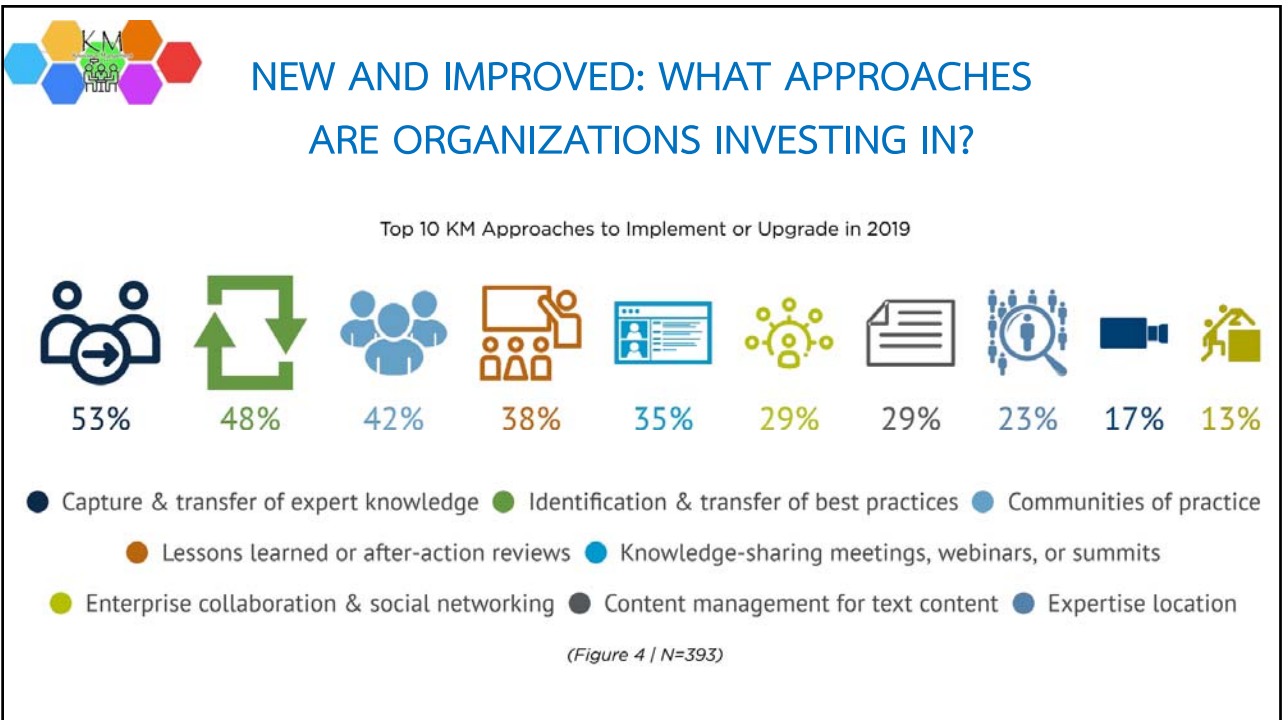 KM
NEW AND IMPROVED: WHAT APPROACHES
ARE ORGANIZATIONS INVESTING IN?
Top 10 KM Approaches to Implement or Upgrade in 2019
53% 48% 42% 38% 35% 29% 29% 23% 17% 13%
Capture & transfer of expert knowledge Identification & transfer of best practices Communities of practice
Lessons learned or after-action reviews Knowledge-sharing meetings, webinars, or summits
Enterprise collaboration & social networking Content management for text content Expertise location
(Figure 4 | N=393)